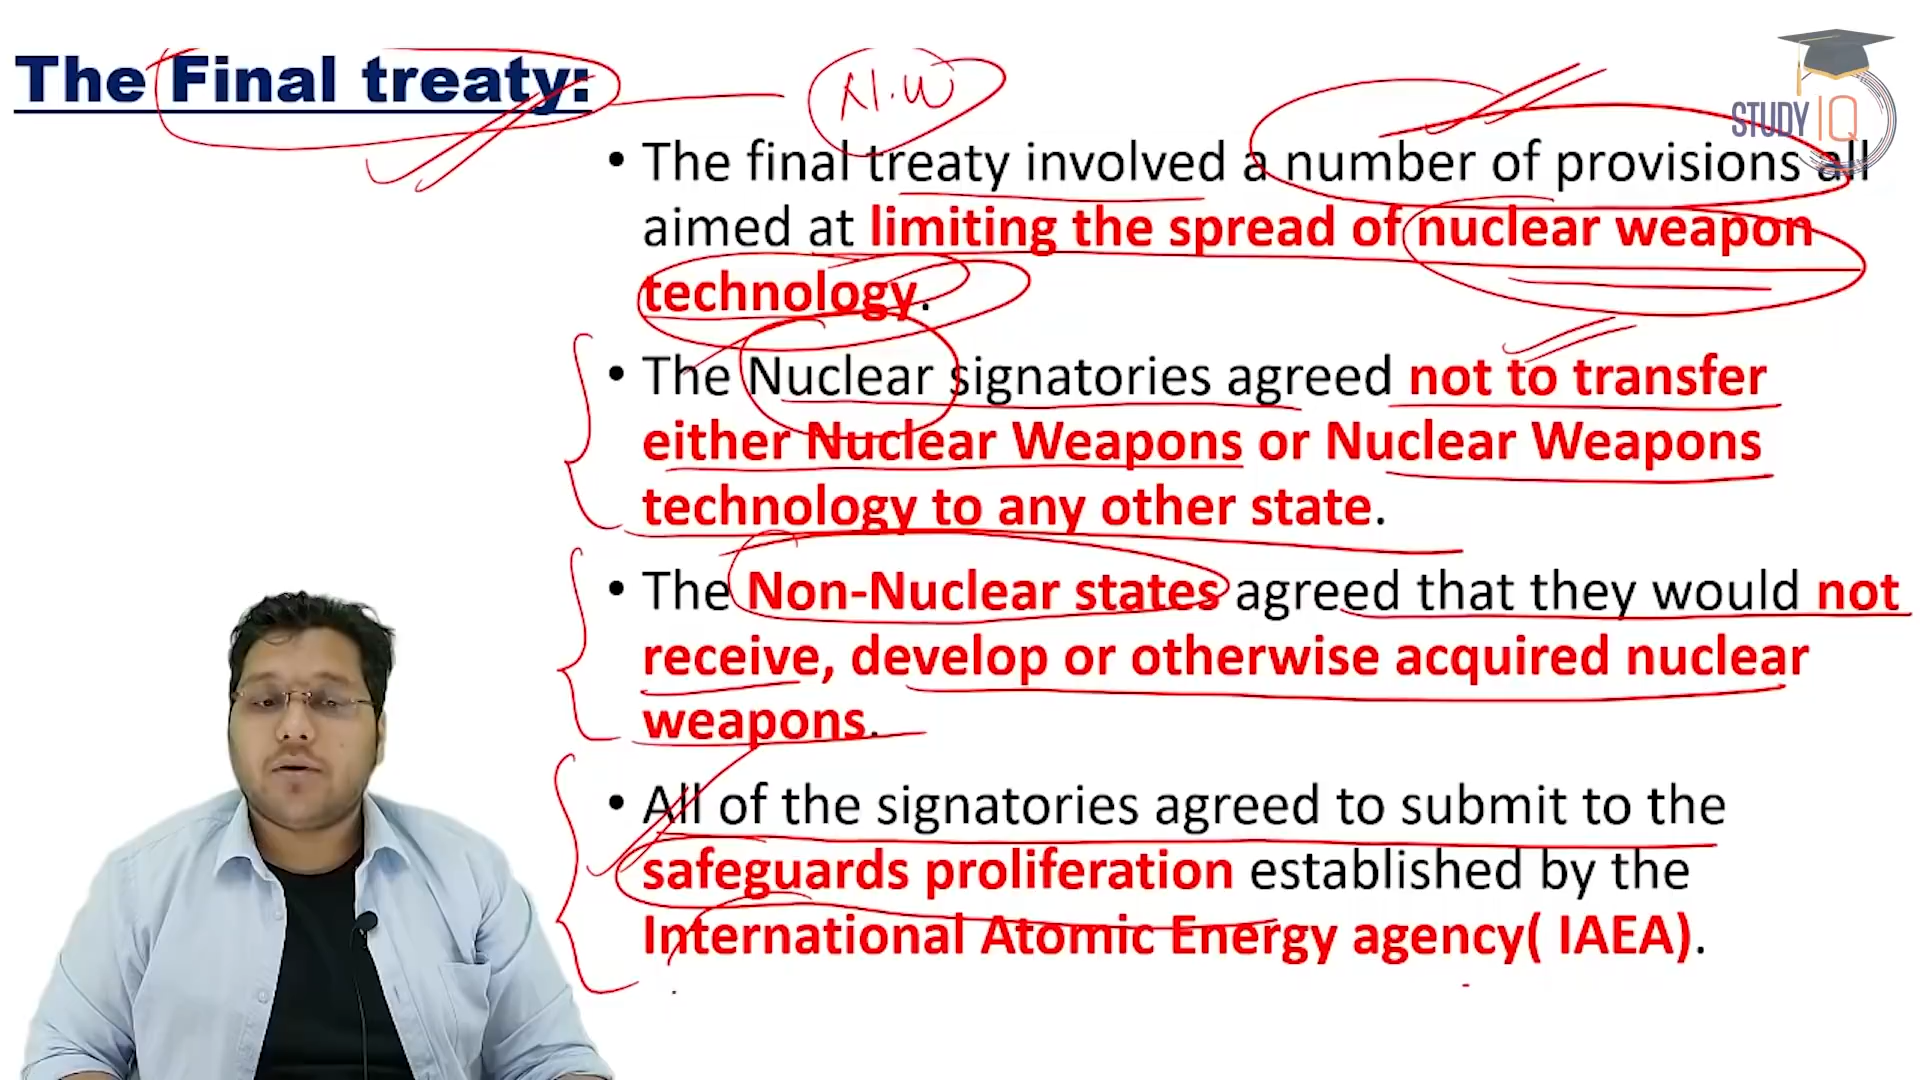 The Final treaty:
N.W
STUDY IQ
• The final treaty involved a number of provisions all
aimed at limiting the spread of nuclear weapon
technology.
• The Nuclear signatories agreed not to transfer
either Nuclear Weapons or Nuclear Weapons
technology to any other state.
• The Non-Nuclear states agreed that they would not
receive, develop or otherwise acquired nuclear
weapons.
• All of the signatories agreed to submit to the
safeguards proliferation established by the
International Atomic Energy agency( IAEA).